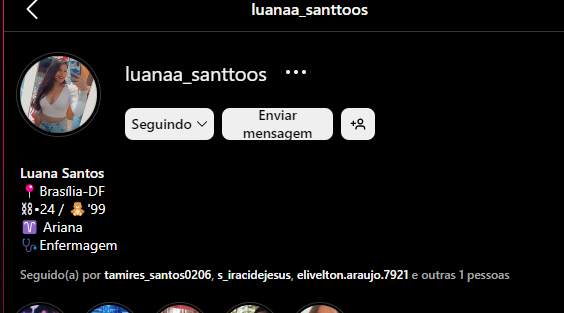 luanaa_santtoos
luanaa_santtoos
Seguindo
Enviar mensagem
Luana Santos
📍Brasília-DF
⛓️•24 / 🧸'99
♈ Ariana
🩺Enfermagem
Seguido(a) por tamires_santos0206, s_iracidejesus, elivelton.araujo.7921 e outras 1 pessoas